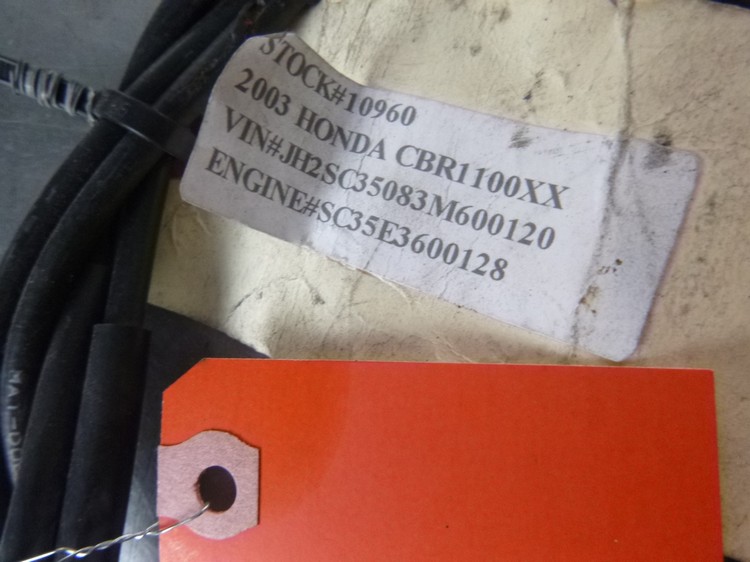 STOCK#10960
2003 HONDA CBR1100XX
VIN#JH2SC35083M600120
ENGINE#SC35E3600128